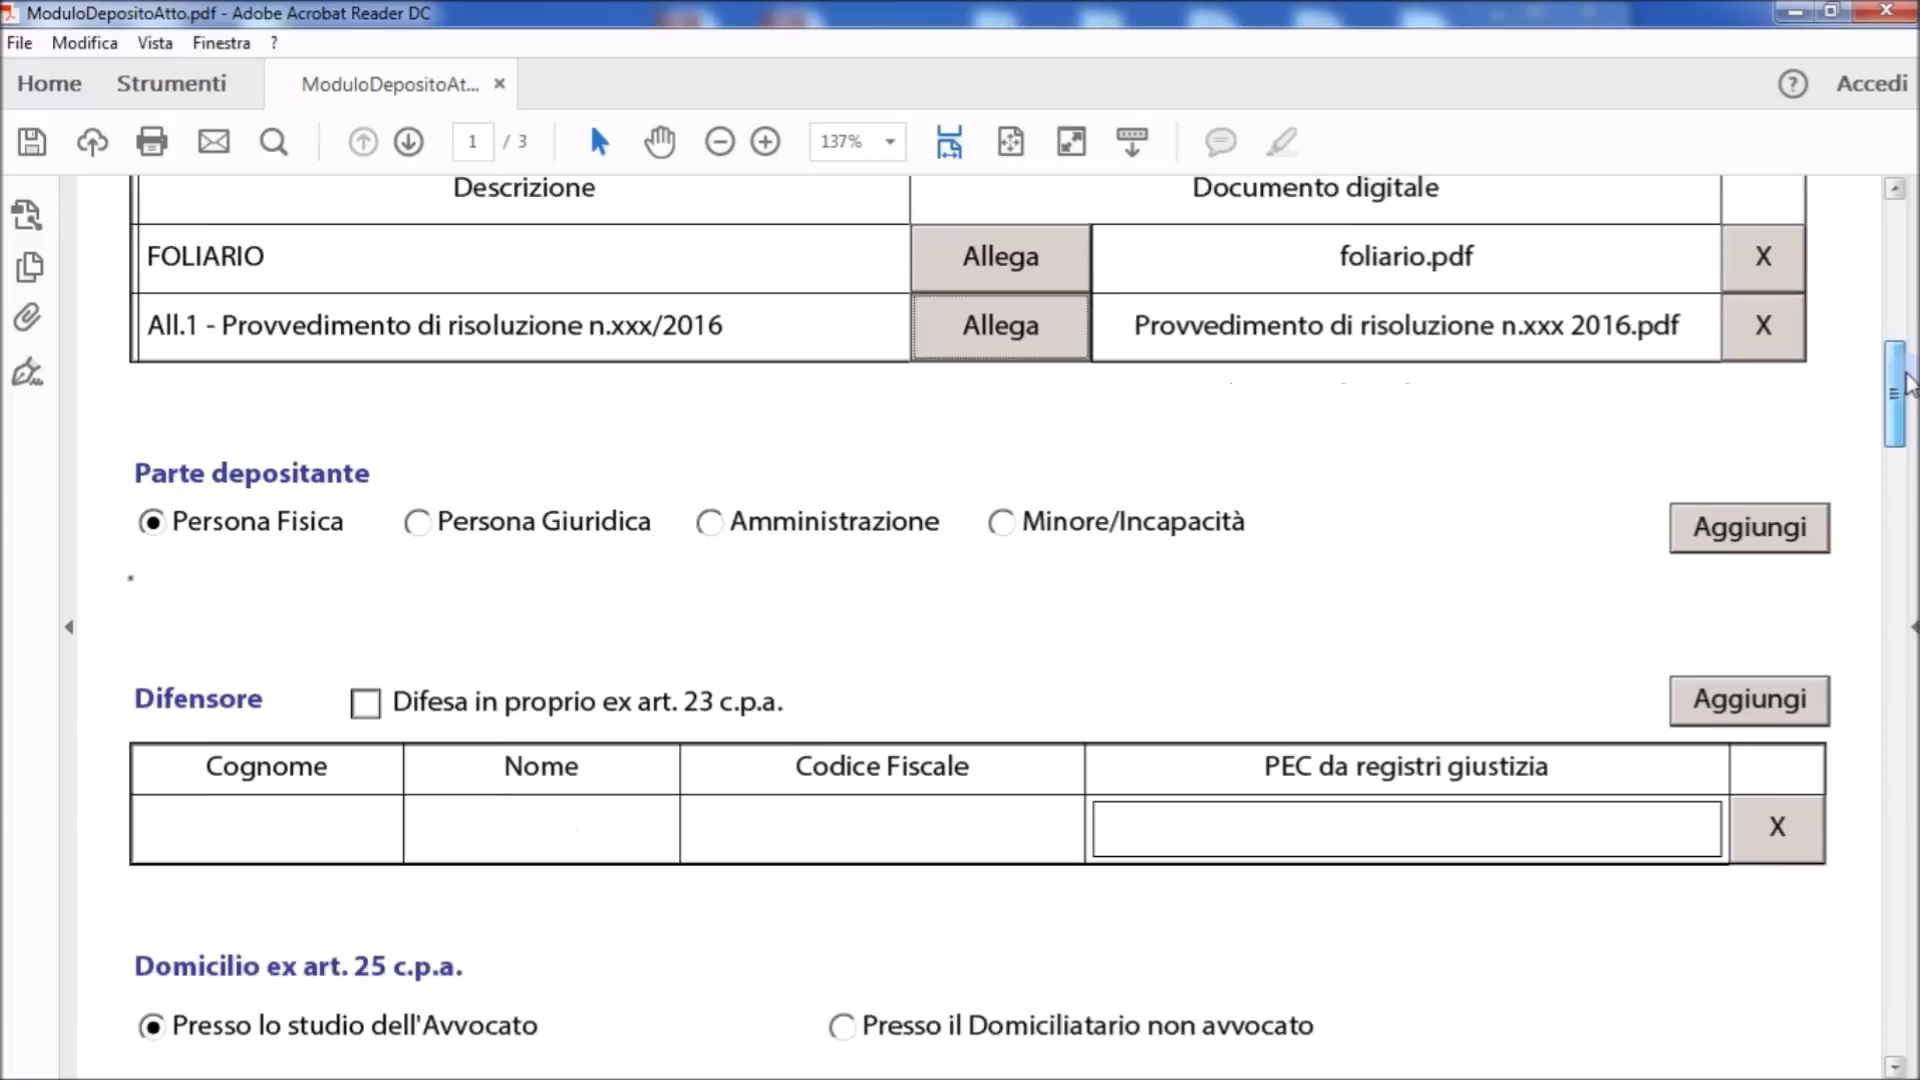 ModuloDepositoAtto.pdf - Adobe Acrobat Reader DC
File Modifica Vista Finestra ?
Home Strumenti ModuloDepositoAt... × ? Accedi
1 / 3 137%
Descrizione Documento digitale
FOLIARIO Allega foliario.pdf X
All.1 - Provvedimento di risoluzione n.xxx/2016 Allega Provvedimento di risoluzione n.xxx 2016.pdf X
Parte depositante
Persona Fisica Persona Giuridica Amministrazione Minore/Incapacità Aggiungi
*
Difensore Difesa in proprio ex art. 23 c.p.a. Aggiungi
Cognome Nome Codice Fiscale PEC da registri giustizia
X
Domicilio ex art. 25 c.p.a.
Presso lo studio dell'Avvocato Presso il Domiciliatario non avvocato